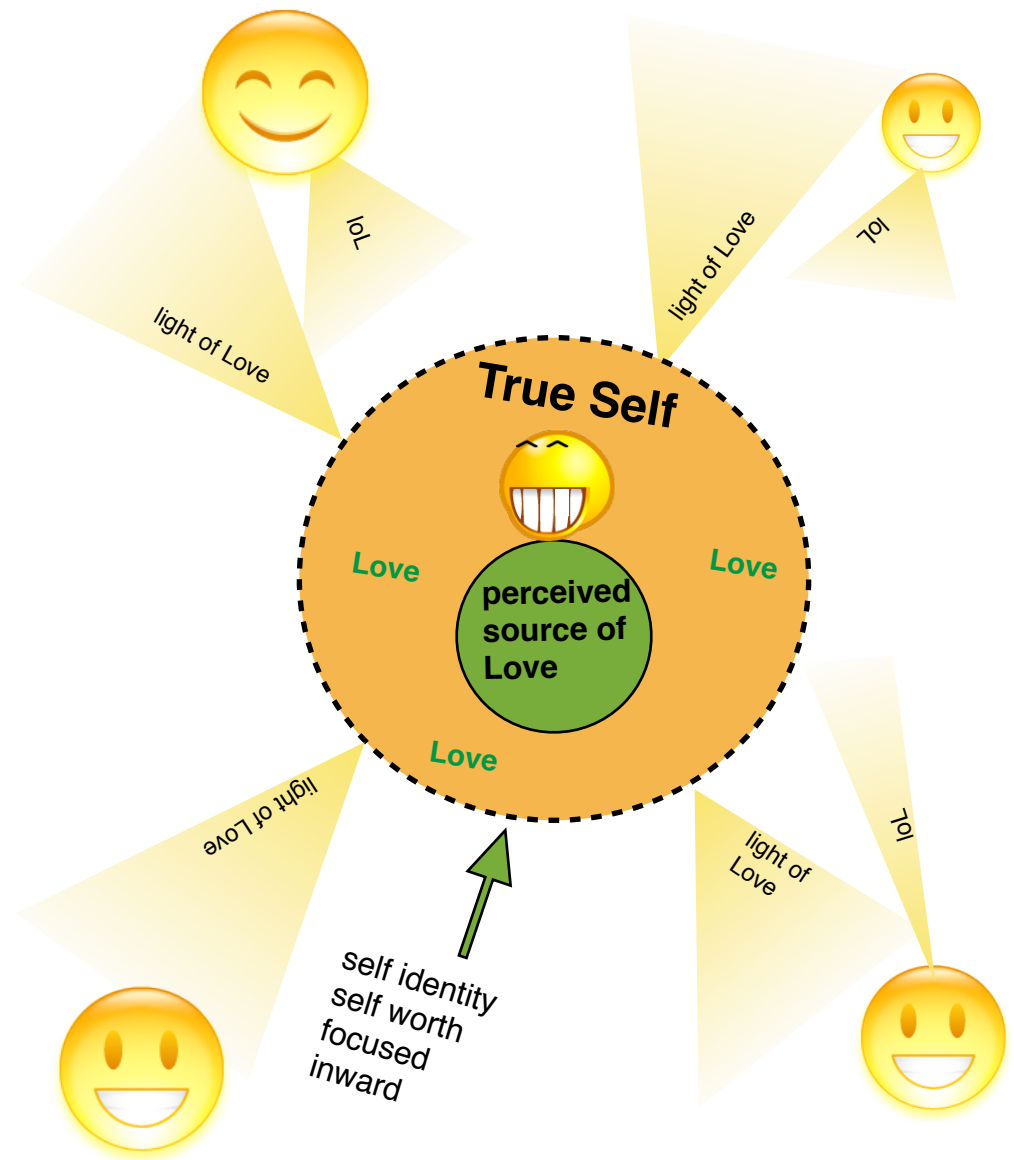 loL
light of Love
light of Love
loL
True Self
Love
Love
perceived
source of
Love
Love
light of Love
loL
light of
Love
self identity
self worth
focused
inward